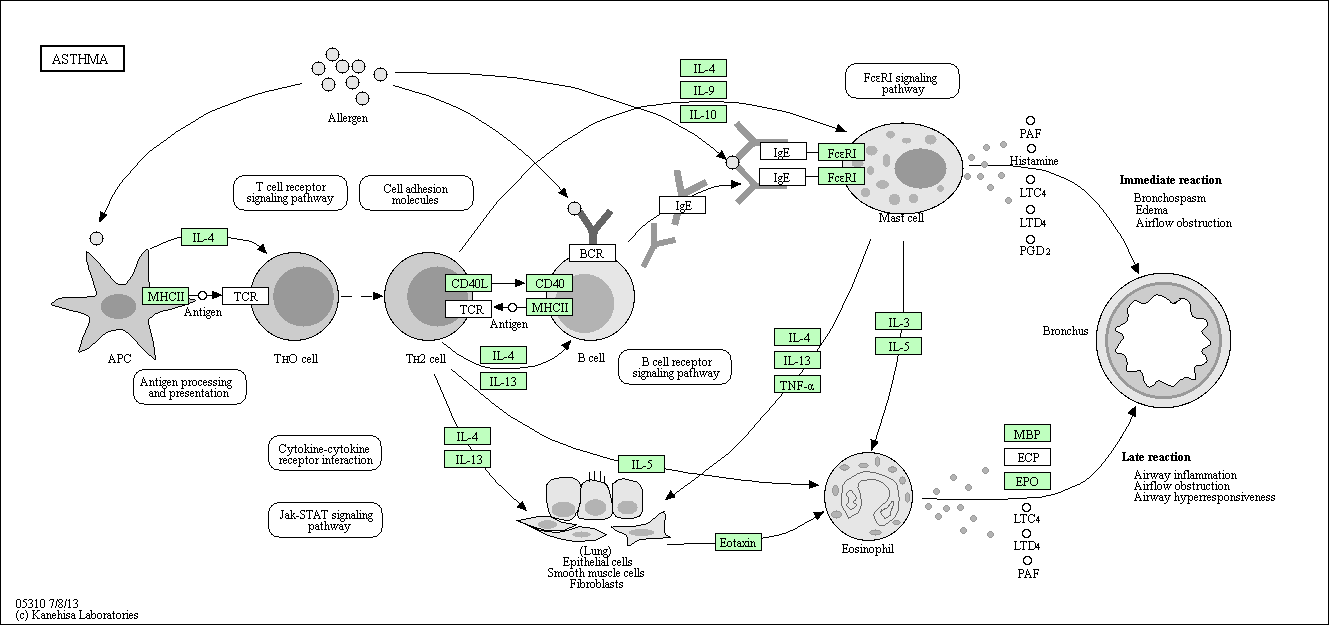 ASTHMA
Allergen
IL-4
IL-9
IL-10
FcεRI signaling
pathway
T cell receptor
signaling pathway
Cell adhesion
molecules
IgE
FcεRI
IgE
FcεRI
IgE
Mast cell
PAF
Histamine
LTC4
LTD4
PGD2
Immediate reaction
Bronchospasm
Edema
Airflow obstruction
IL-4
BCR
MHCII
Antigen
TCR
CD40L
CD40
TCR
Antigen
MHCII
APC
TH0 cell
TH2 cell
B cell
Antigen processing
and presentation
IL-4
IL-13
B cell receptor
signaling pathway
IL-4
IL-13
TNF-α
IL-3
IL-5
Bronchus
Cytokine-cytokine
receptor interaction
IL-4
IL-13
IL-5
Jak-STAT signaling
pathway
Eotaxin
(Lung)
Epithelial cells
Smooth muscle cells
Fibroblasts
Eosinophil
MBP
ECP
EPO
LTC4
LTD4
PAF
Late reaction
Airway inflammation
Airflow obstruction
Airway hyperresponsiveness
05310 7/8/13
(c) Kanehisa Laboratories